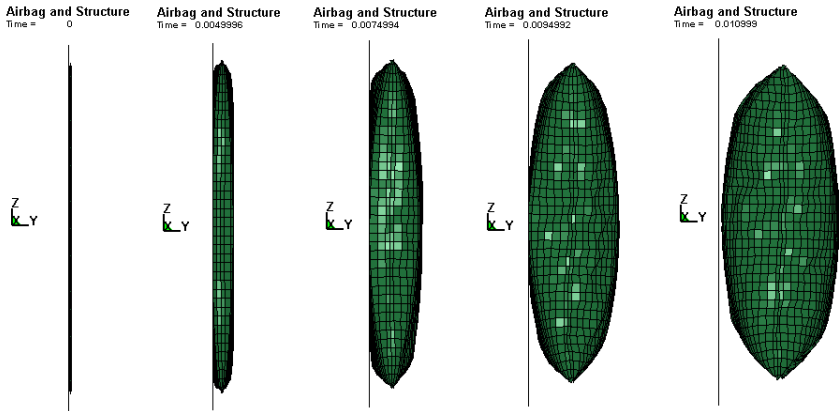 Airbag and Structure
Time = 0
Z
X Y
Airbag and Structure
Time = 0.0049996
Z
X Y
Airbag and Structure
Time = 0.0074994
Z
X Y
Airbag and Structure
Time = 0.0094992
Z
X Y
Airbag and Structure
Time = 0.010999
Z
X Y